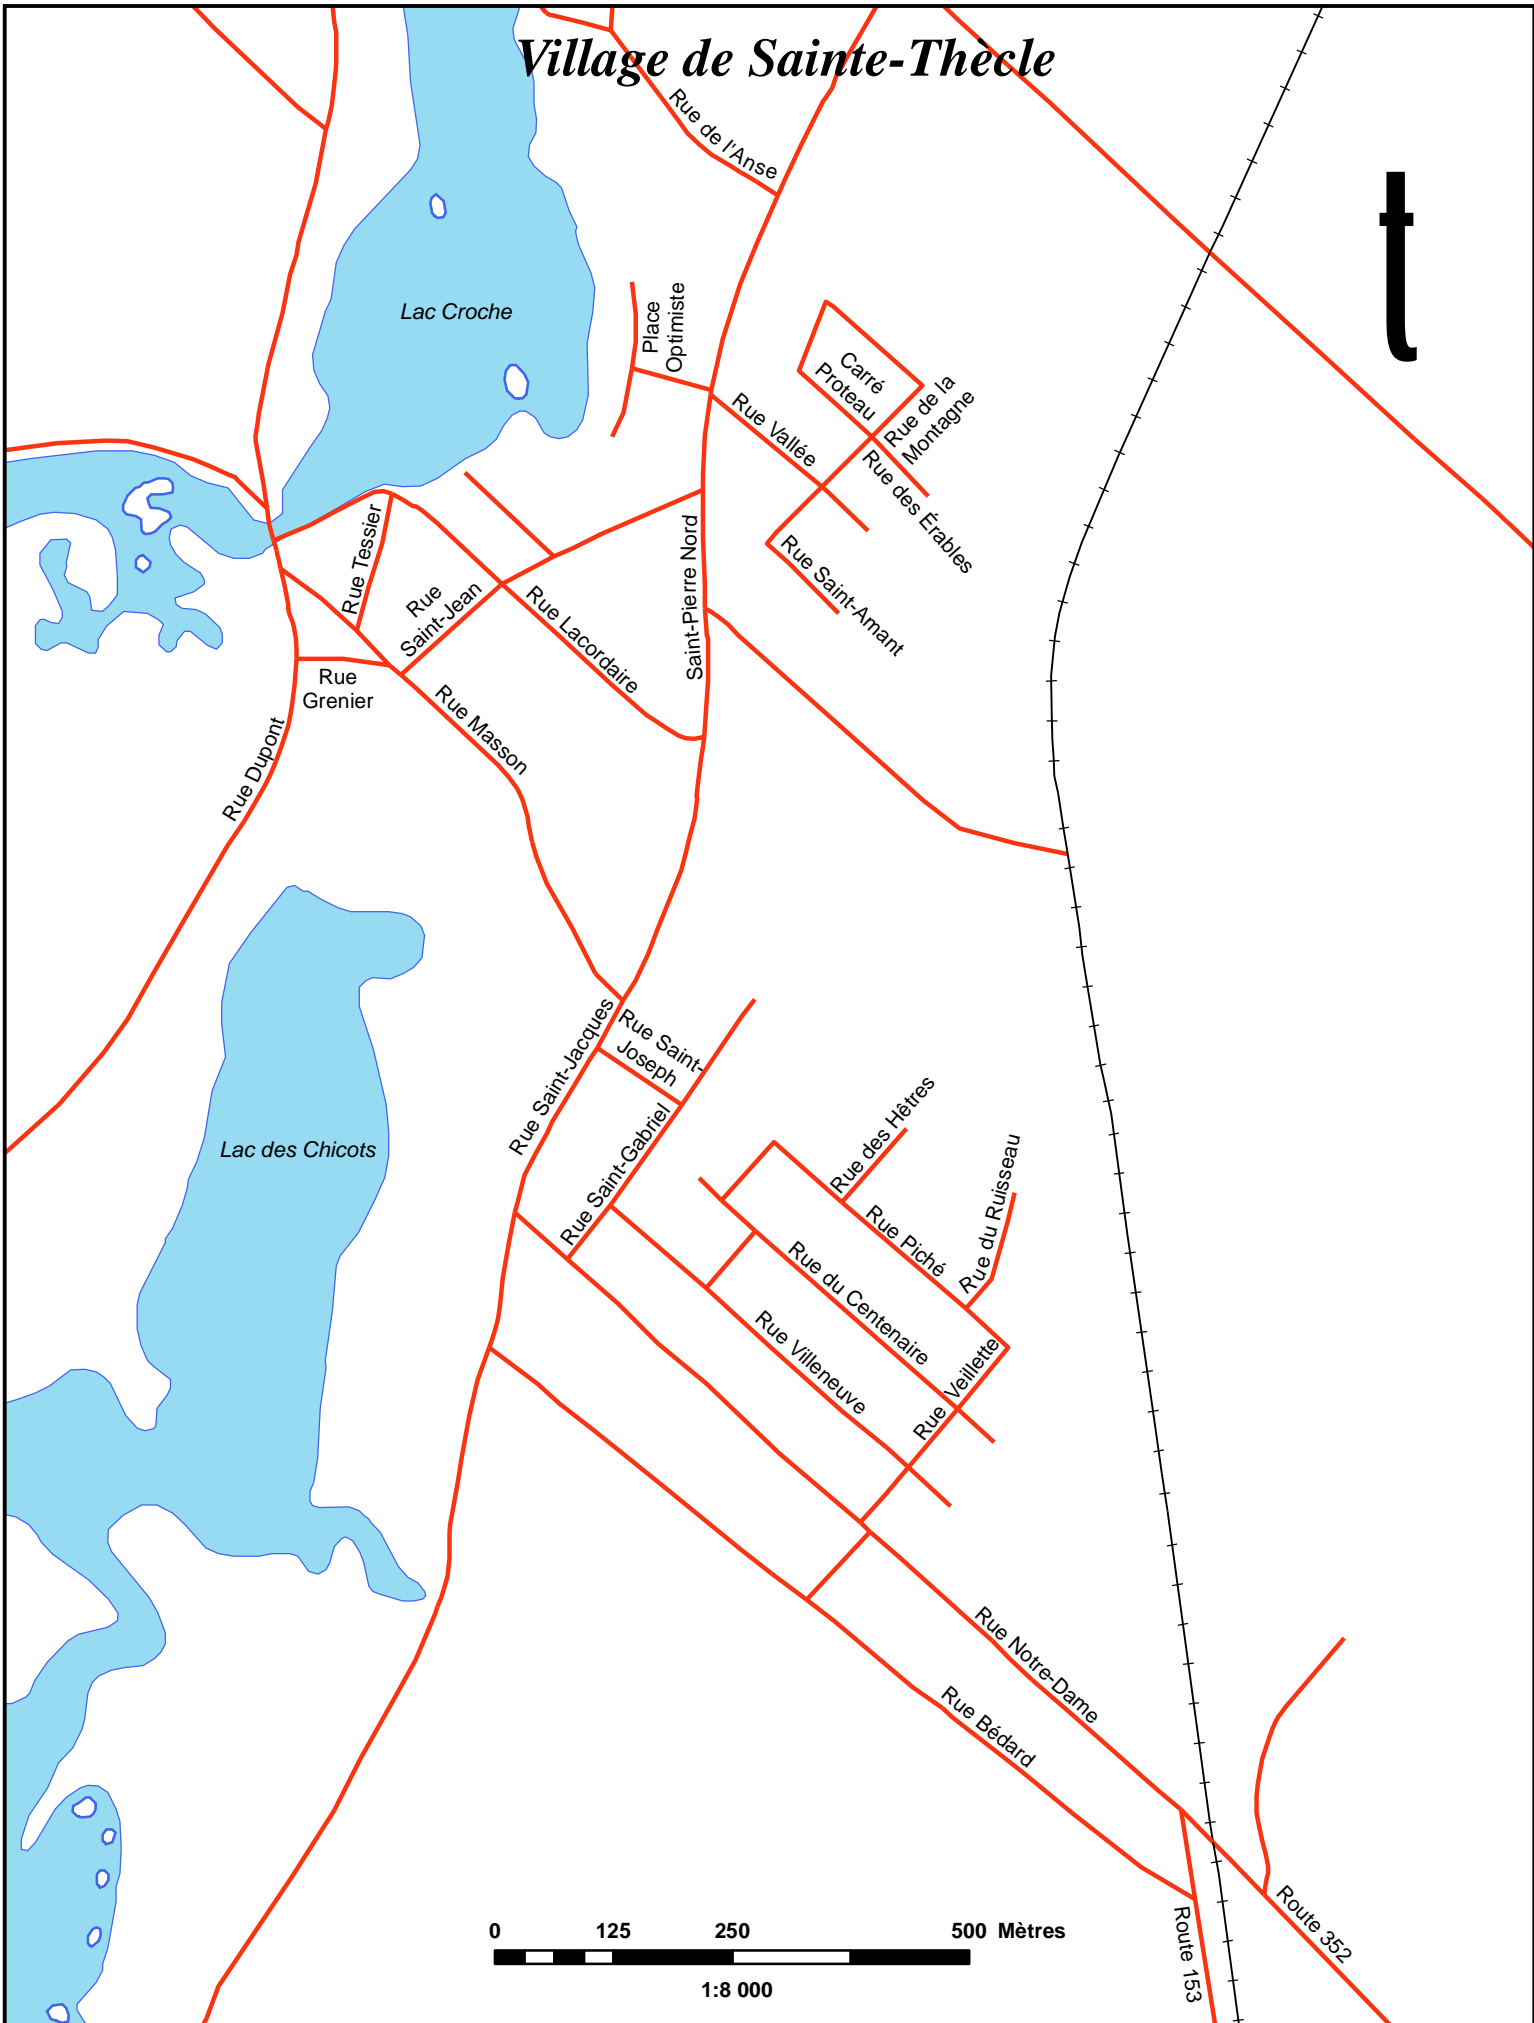 Village de Sainte-Thècle
Rue de l'Anse
t
Lac Croche
Place
Optimiste
Carré
Proteau
Rue de la
Montagne
Rue Vallée
Rue des Érables
Rue Saint-Amant
Rue Tessier
Rue
Saint-Jean
Rue Lacordaire
Saint-Pierre Nord
Rue
Grenier
Rue Masson
Rue Dupont
Rue Saint-Jacques
Rue Saint-
Joseph
Rue Saint-Gabriel
Lac des Chicots
Rue des Hêtres
Rue du Ruisseau
Rue Piché
Rue du Centenaire
Rue Villeneuve
Rue Veillette
Rue Notre-Dame
Rue Bédard
Route 352
Route 153
0 125 250 500 Mètres
1:8 000